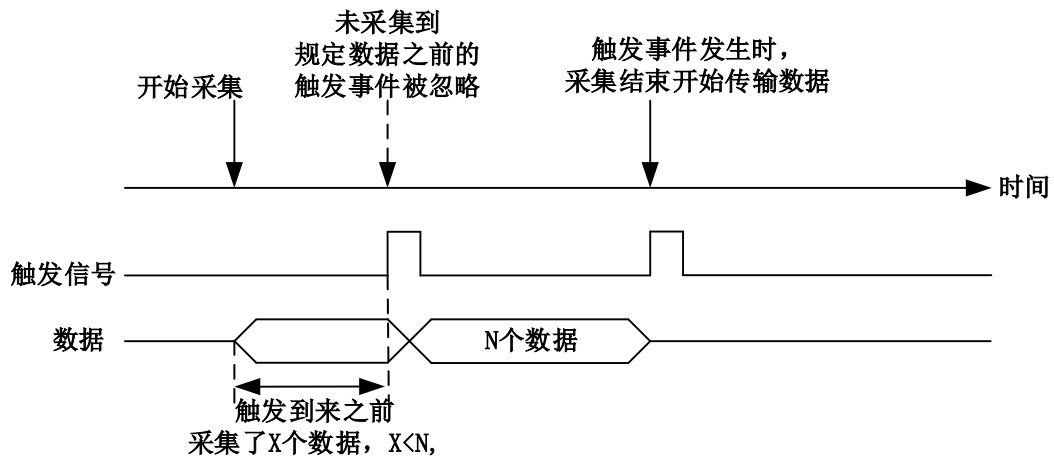 开始采集
未采集到
规定数据之前的
触发事件被忽略
触发事件发生时，
采集结束开始传输数据
时间
触发信号
数据
N个数据
触发到来之前
采集了X个数据，X<N，